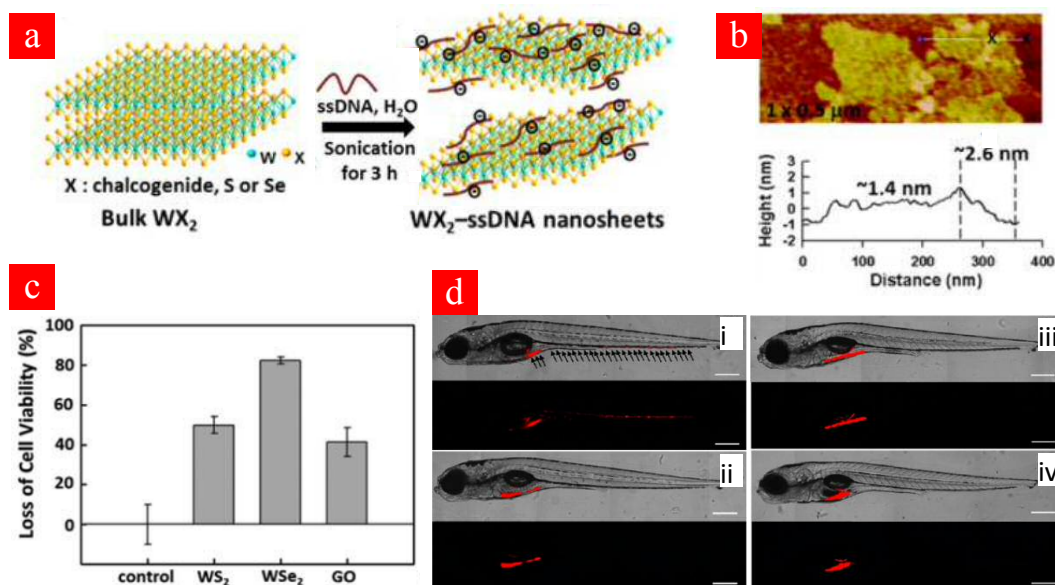 a
ssDNA, H₂O
Sonication
for 3 h
W X
X : chalcogenide, S or Se
Bulk WX₂
WX₂–ssDNA nanosheets
b
X X
1 x 0.5 µm
~2.6 nm
~1.4 nm
Height (nm)
3
2
1
0
-1
-2
0 100 200 300 400
Distance (nm)
c
Loss of Cell Viability (%)
100
80
60
40
20
0
control WS₂ WSe₂ GO
d
i
iii
ii
iv